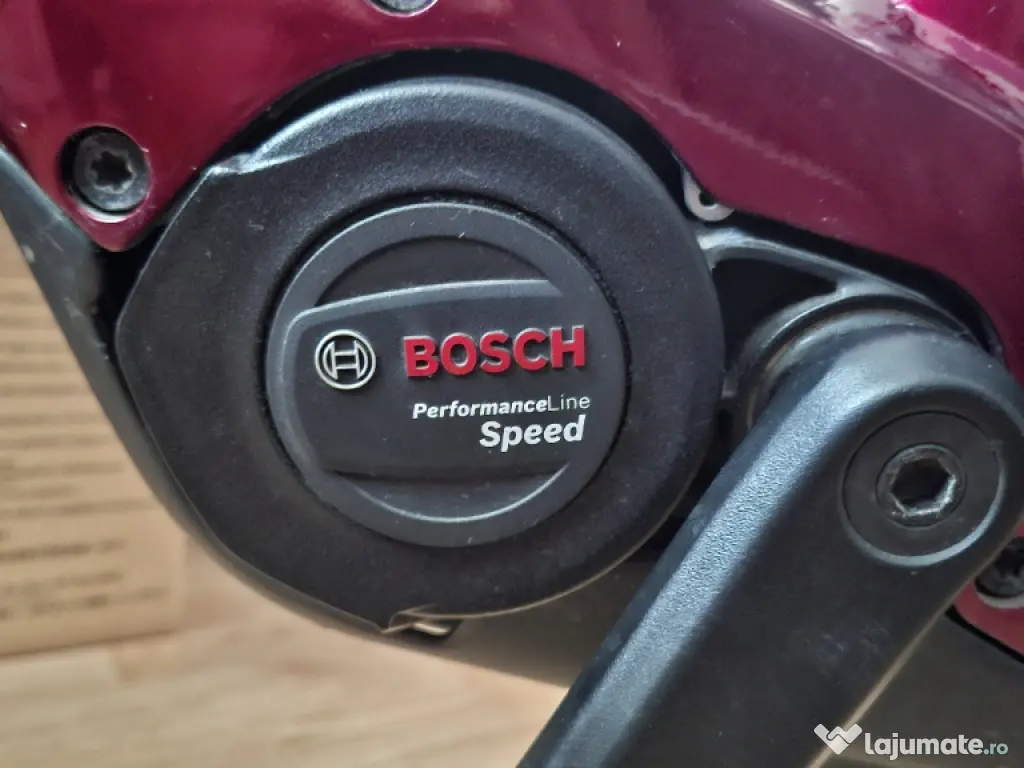 BOSCH
PerformanceLine
Speed
lajumate.ro